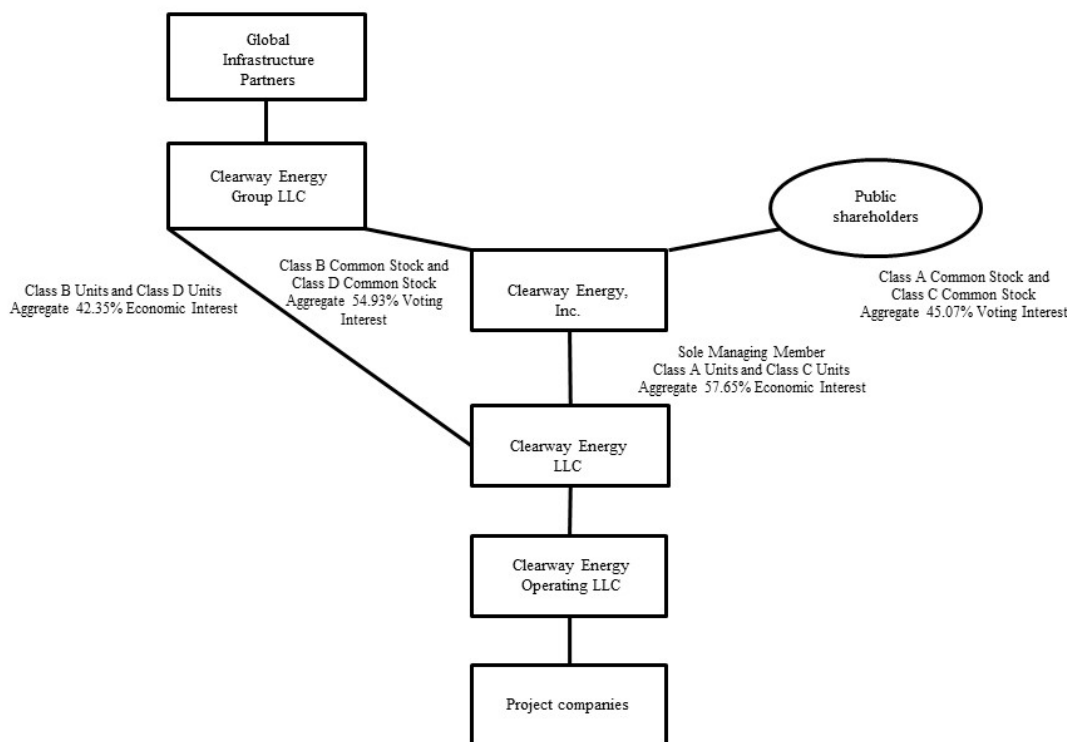 Global
Infrastructure
Partners
Clearway Energy
Group LLC
Public
shareholders
Class B Units and Class D Units
Aggregate 42.35% Economic Interest
Class B Common Stock and
Class D Common Stock
Aggregate 54.93% Voting
Interest
Clearway Energy,
Inc.
Class A Common Stock and
Class C Common Stock
Aggregate 45.07% Voting Interest
Sole Managing Member
Class A Units and Class C Units
Aggregate 57.65% Economic Interest
Clearway Energy
LLC
Clearway Energy
Operating LLC
Project companies